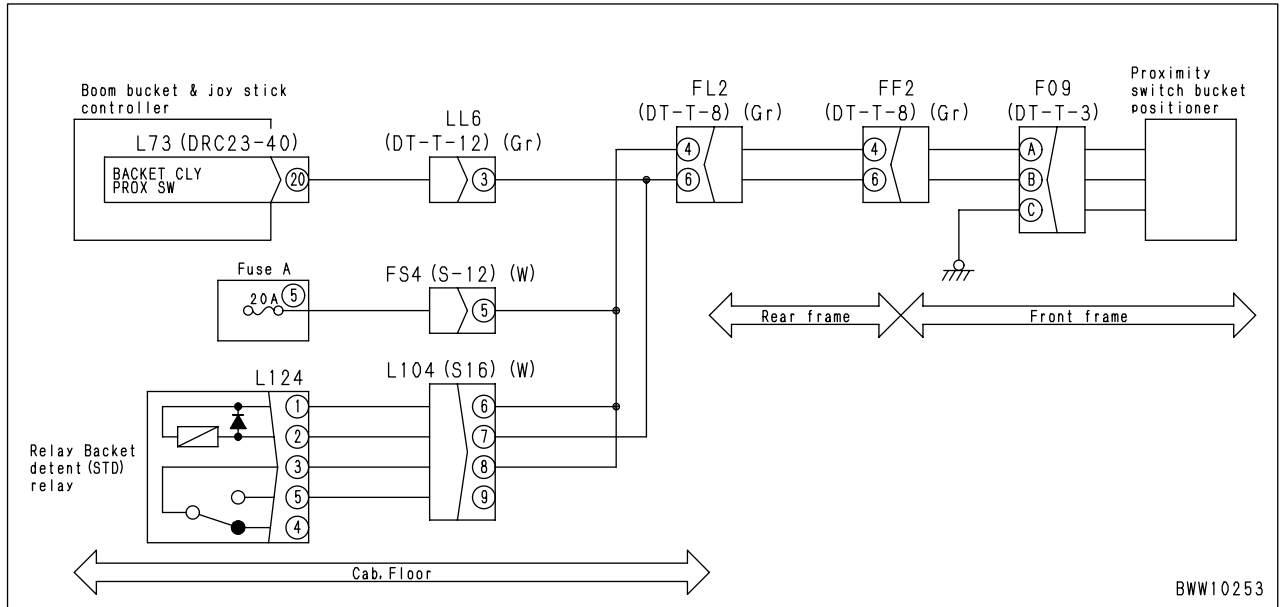 Boom bucket & joy stick
controller
L73 (DRC23-40)
BACKET CLY
PROX SW
20
LL6
(DT-T-12) (Gr)
3
FL2
(DT-T-8) (Gr)
4
6
FF2
(DT-T-8) (Gr)
4
6
F09
(DT-T-3)
A
B
C
Proximity
switch bucket
positioner
Fuse A
20A
5
FS4 (S-12) (W)
5
Rear frame
Front frame
L124
1
2
3
5
4
L104 (S16) (W)
6
7
8
9
Relay Backet
detent (STD)
relay
Cab, Floor
BWW10253